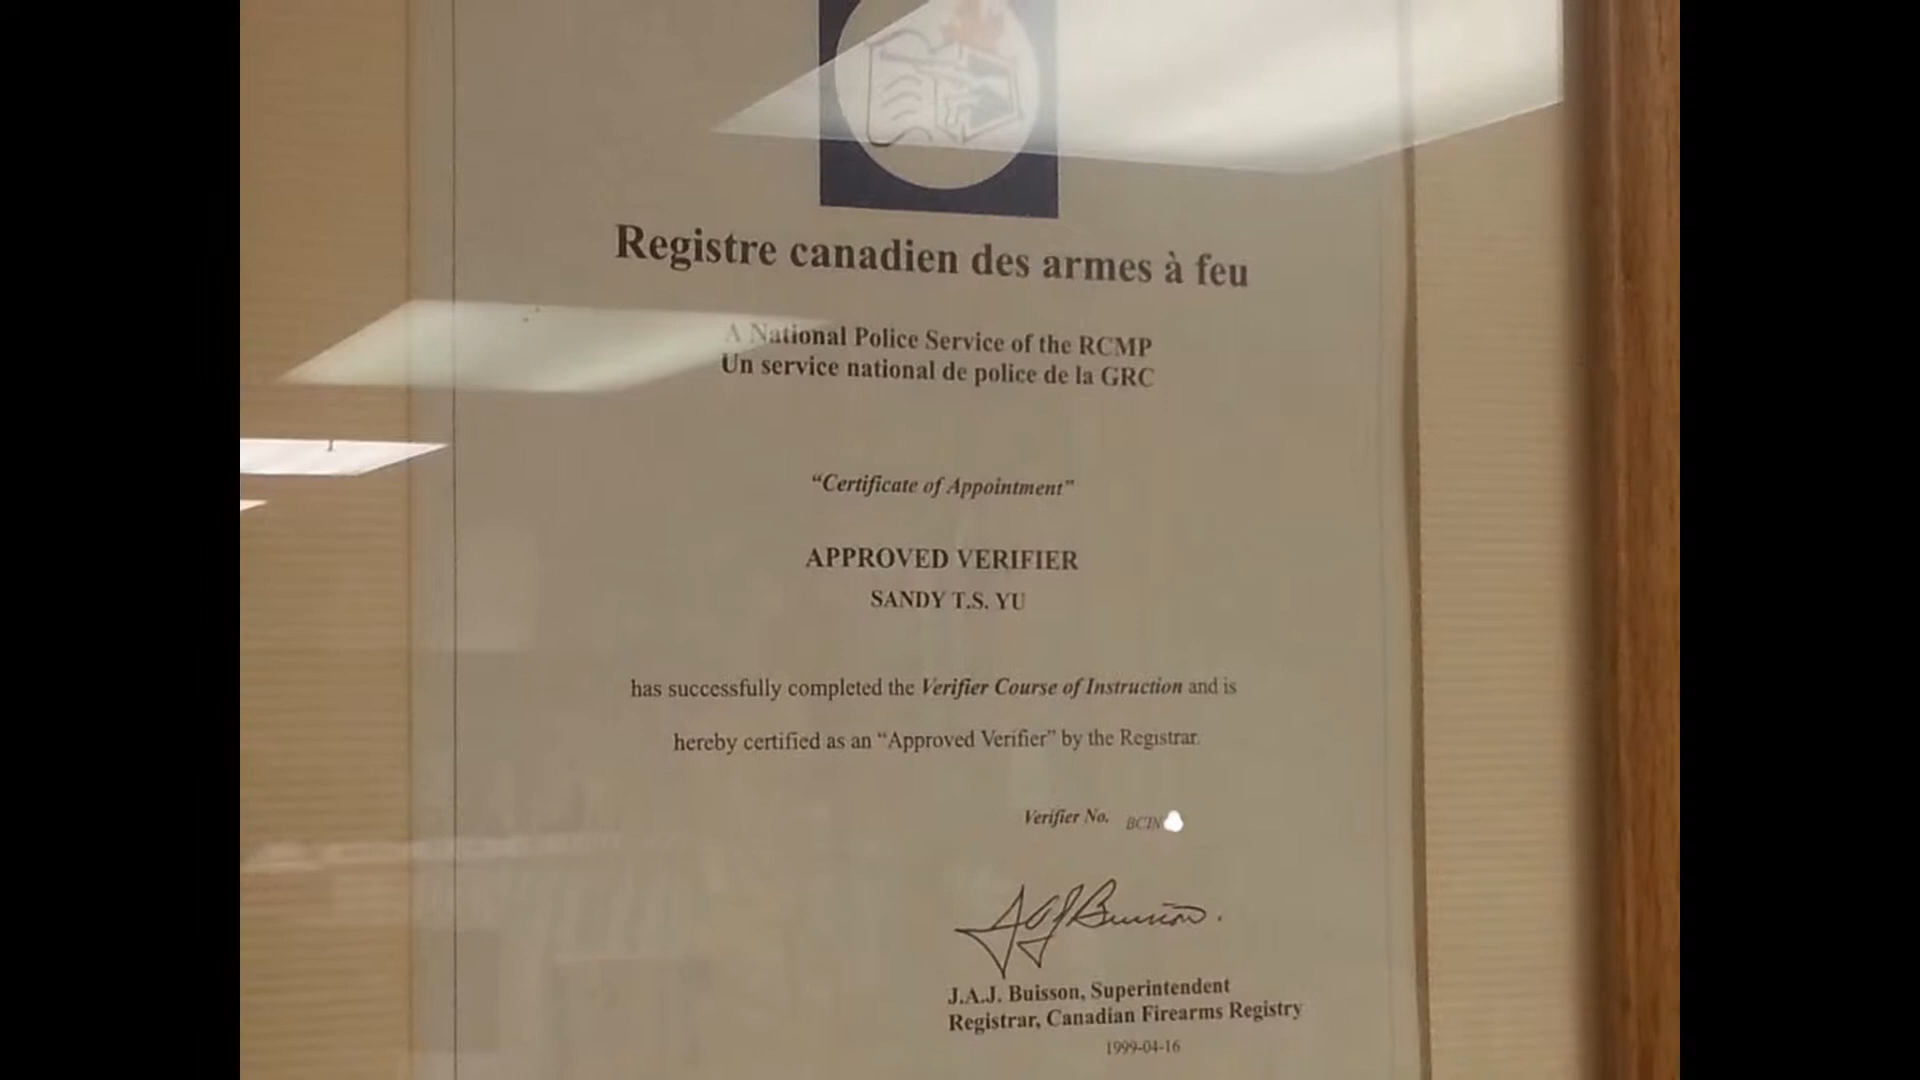 Registre canadien des armes à feu
A National Police Service of the RCMP
Un service national de police de la GRC
“Certificate of Appointment”
APPROVED VERIFIER
SANDY T.S. YU
has successfully completed the Verifier Course of Instruction and is
hereby certified as an “Approved Verifier” by the Registrar.
Verifier No. BCIN
JAJBuisson.
J.A.J. Buisson, Superintendent
Registrar, Canadian Firearms Registry
1999-04-16